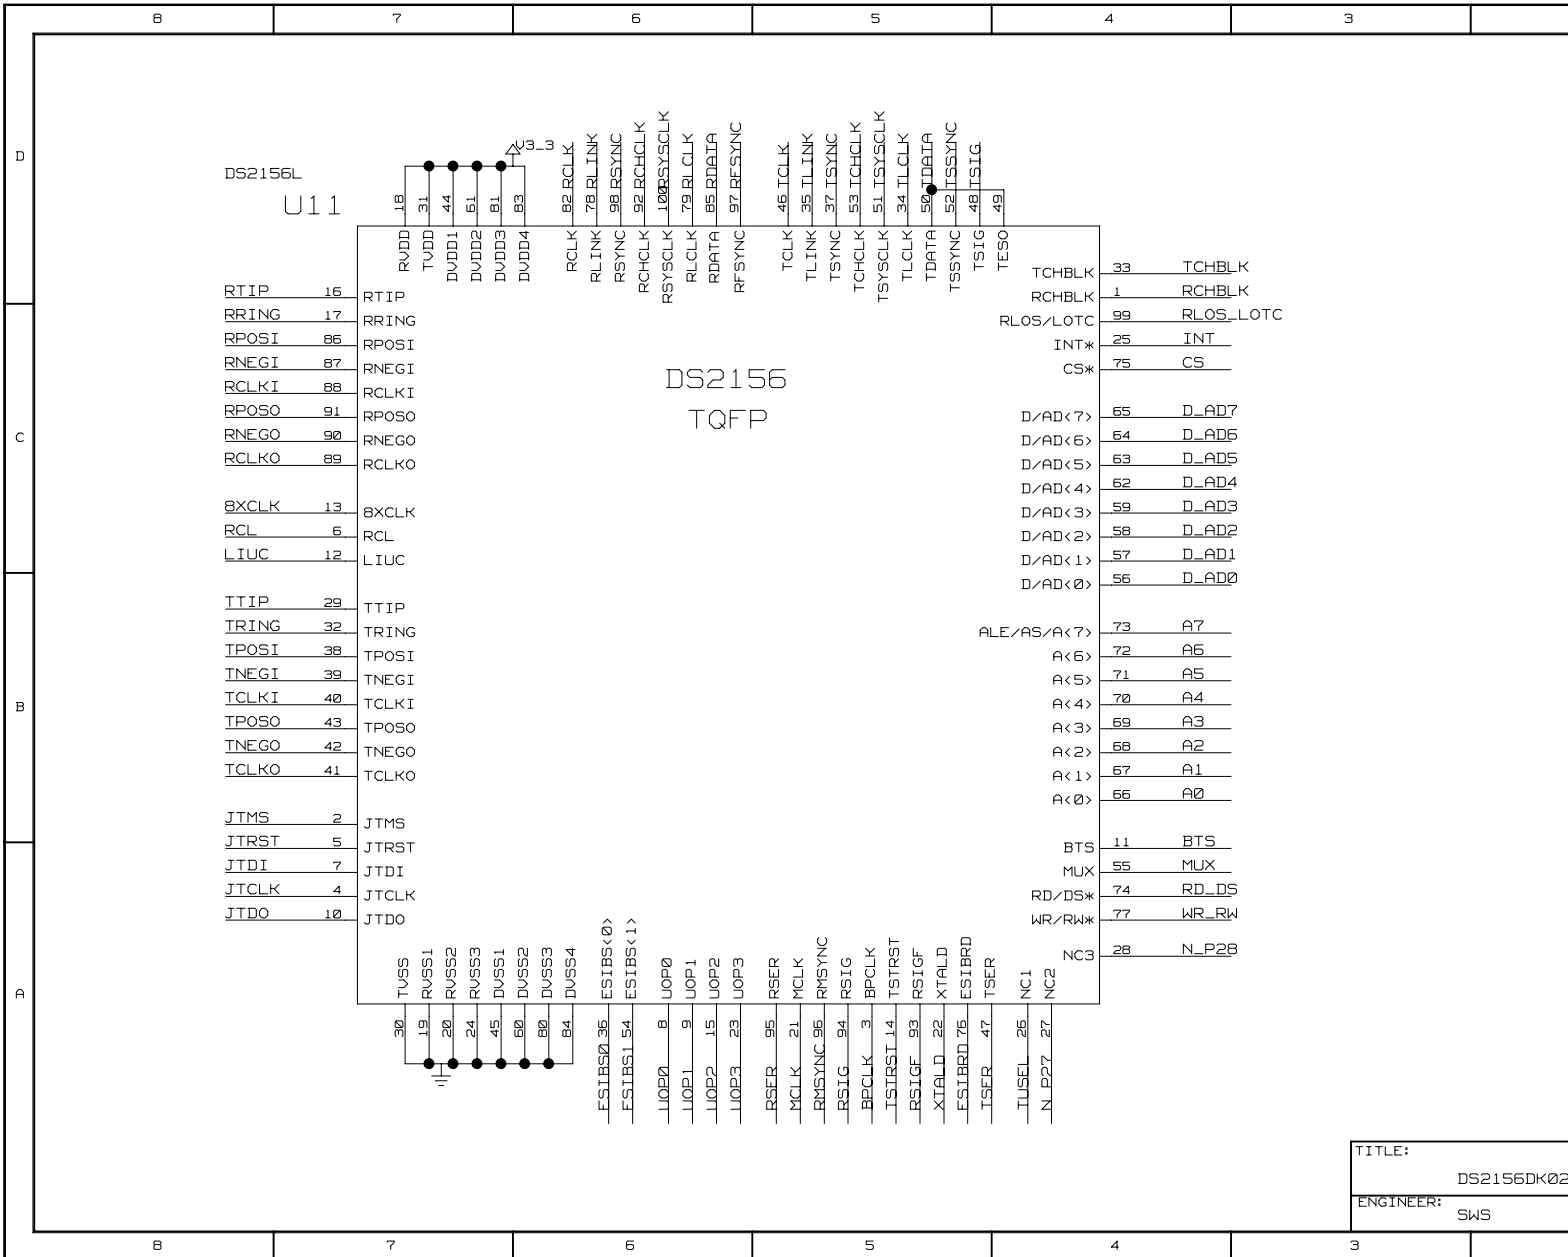 8 7 6 5 4 3
D
C
B
A
DS2156L
U11
V3_3
18 31 44 61 81 83
RVDD TVDD DVDD1 DVDD2 DVDD3 DVDD4
82 RCLK
78 RLINK
98 RSYNC
92 RCHCLK
100 RSYSCLK
79 RLCLK
85 RDATA
97 RFSYNC
RCLK RLINK RSYNC RCHCLK RSYSCLK RLCLK RDATA RFSYNC
46 TCLK
35 TLINK
37 TSYNC
53 TCHCLK
51 TSYSCLK
34 TLCLK
50 TDATA
52 TSSYNC
48 TSIG
49
TCLK TLINK TSYNC TCHCLK TSYSCLK TLCLK TDATA TSSYNC TSIG TESO
DS2156
TQFP
RTIP 16 RTIP
RRING 17 RRING
RPOSI 86 RPOSI
RNEGI 87 RNEGI
RCLKI 88 RCLKI
RPOSO 91 RPOSO
RNEGO 90 RNEGO
RCLKO 89 RCLKO
8XCLK 13 8XCLK
RCL 6 RCL
LIUC 12 LIUC
TTIP 29 TTIP
TRING 32 TRING
TPOSI 38 TPOSI
TNEGI 39 TNEGI
TCLKI 40 TCLKI
TPOSO 43 TPOSO
TNEGO 42 TNEGO
TCLKO 41 TCLKO
JTMS 2 JTMS
JTRST 5 JTRST
JTDI 7 JTDI
JTCLK 4 JTCLK
JTDO 10 JTDO
TCHBLK 33 TCHBLK
RCHBLK 1 RCHBLK
RLOS/LOTC 99 RLOS_LOTC
INT* 25 INT
CS* 75 CS
D/AD<7> 65 D_AD7
D/AD<6> 64 D_AD6
D/AD<5> 63 D_AD5
D/AD<4> 62 D_AD4
D/AD<3> 59 D_AD3
D/AD<2> 58 D_AD2
D/AD<1> 57 D_AD1
D/AD<0> 56 D_AD0
ALE/AS/A<7> 73 A7
A<6> 72 A6
A<5> 71 A5
A<4> 70 A4
A<3> 69 A3
A<2> 68 A2
A<1> 67 A1
A<0> 66 A0
BTS 11 BTS
MUX 55 MUX
RD/DS* 74 RD_DS
WR/RW* 77 WR_RW
NC3 28 N_P28
TVSS RVSS1 RVSS2 RVSS3 DVSS1 DVSS2 DVSS3 DVSS4
30 19 20 24 45 60 80 84
ESIBS<0> ESIBS<1> UOP0 UOP1 UOP2 UOP3
ESIBS0 36
ESIBS1 54
UOP0 8
UOP1 9
UOP2 15
UOP3 23
RSER MCLK RMSYNC RSIG BPCLK TSTRST RSIGF XTALD ESIBRD TSER NC1 NC2
RSER 95
MCLK 21
RMSYNC 96
RSIG 94
BPCLK 3
TSTRST 14
RSIGF 93
XTALD 22
ESIBRD 76
TSER 47
TUSEL 26
N_P27 27
TITLE:
DS2156DK02
ENGINEER:
SWS
8 7 6 5 4 3